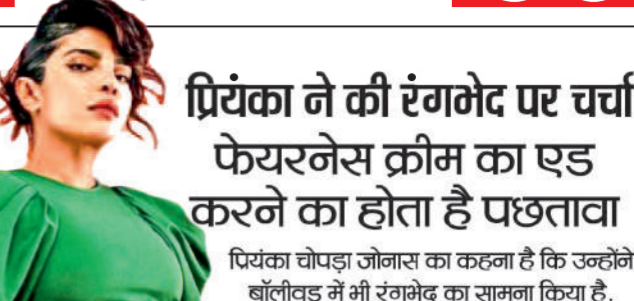 प्रियंका ने की रंगभेद पर चर्चा
फेयरनेस क्रीम का एड
करने का होता है पछतावा
प्रियंका चोपड़ा जोनास का कहना है कि उन्होंने
बॉलीवुड में भी रंगभेद का सामना किया है.